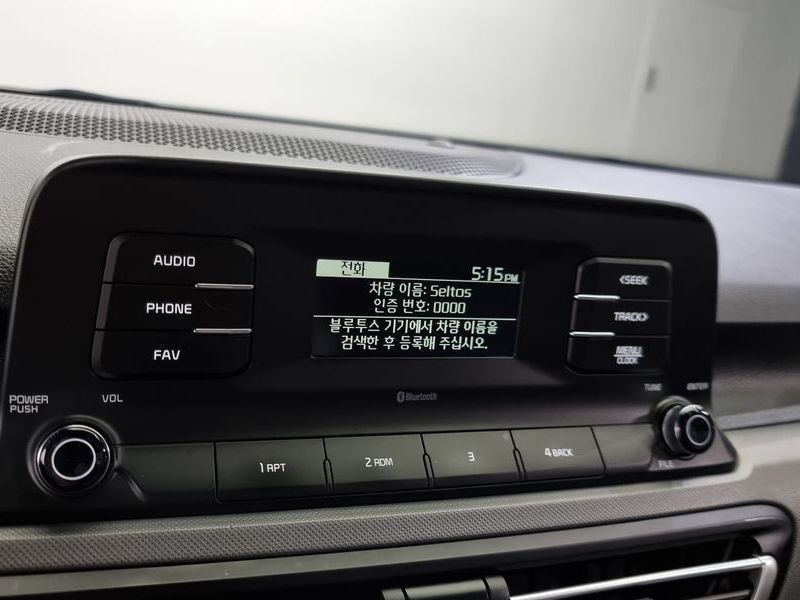 전화 5:15PM
차량 이름: Seltos
인증 번호: 0000
블루투스 기기에서 차량 이름을
검색한 후 등록해 주십시오.
AUDIO
PHONE
FAV
<SEEK
TRACK>
MENU
CLOCK
Bluetooth
POWER
PUSH
VOL
TUNE
ENTER
FILE
1 RPT
2 RDM
3
4 BACK